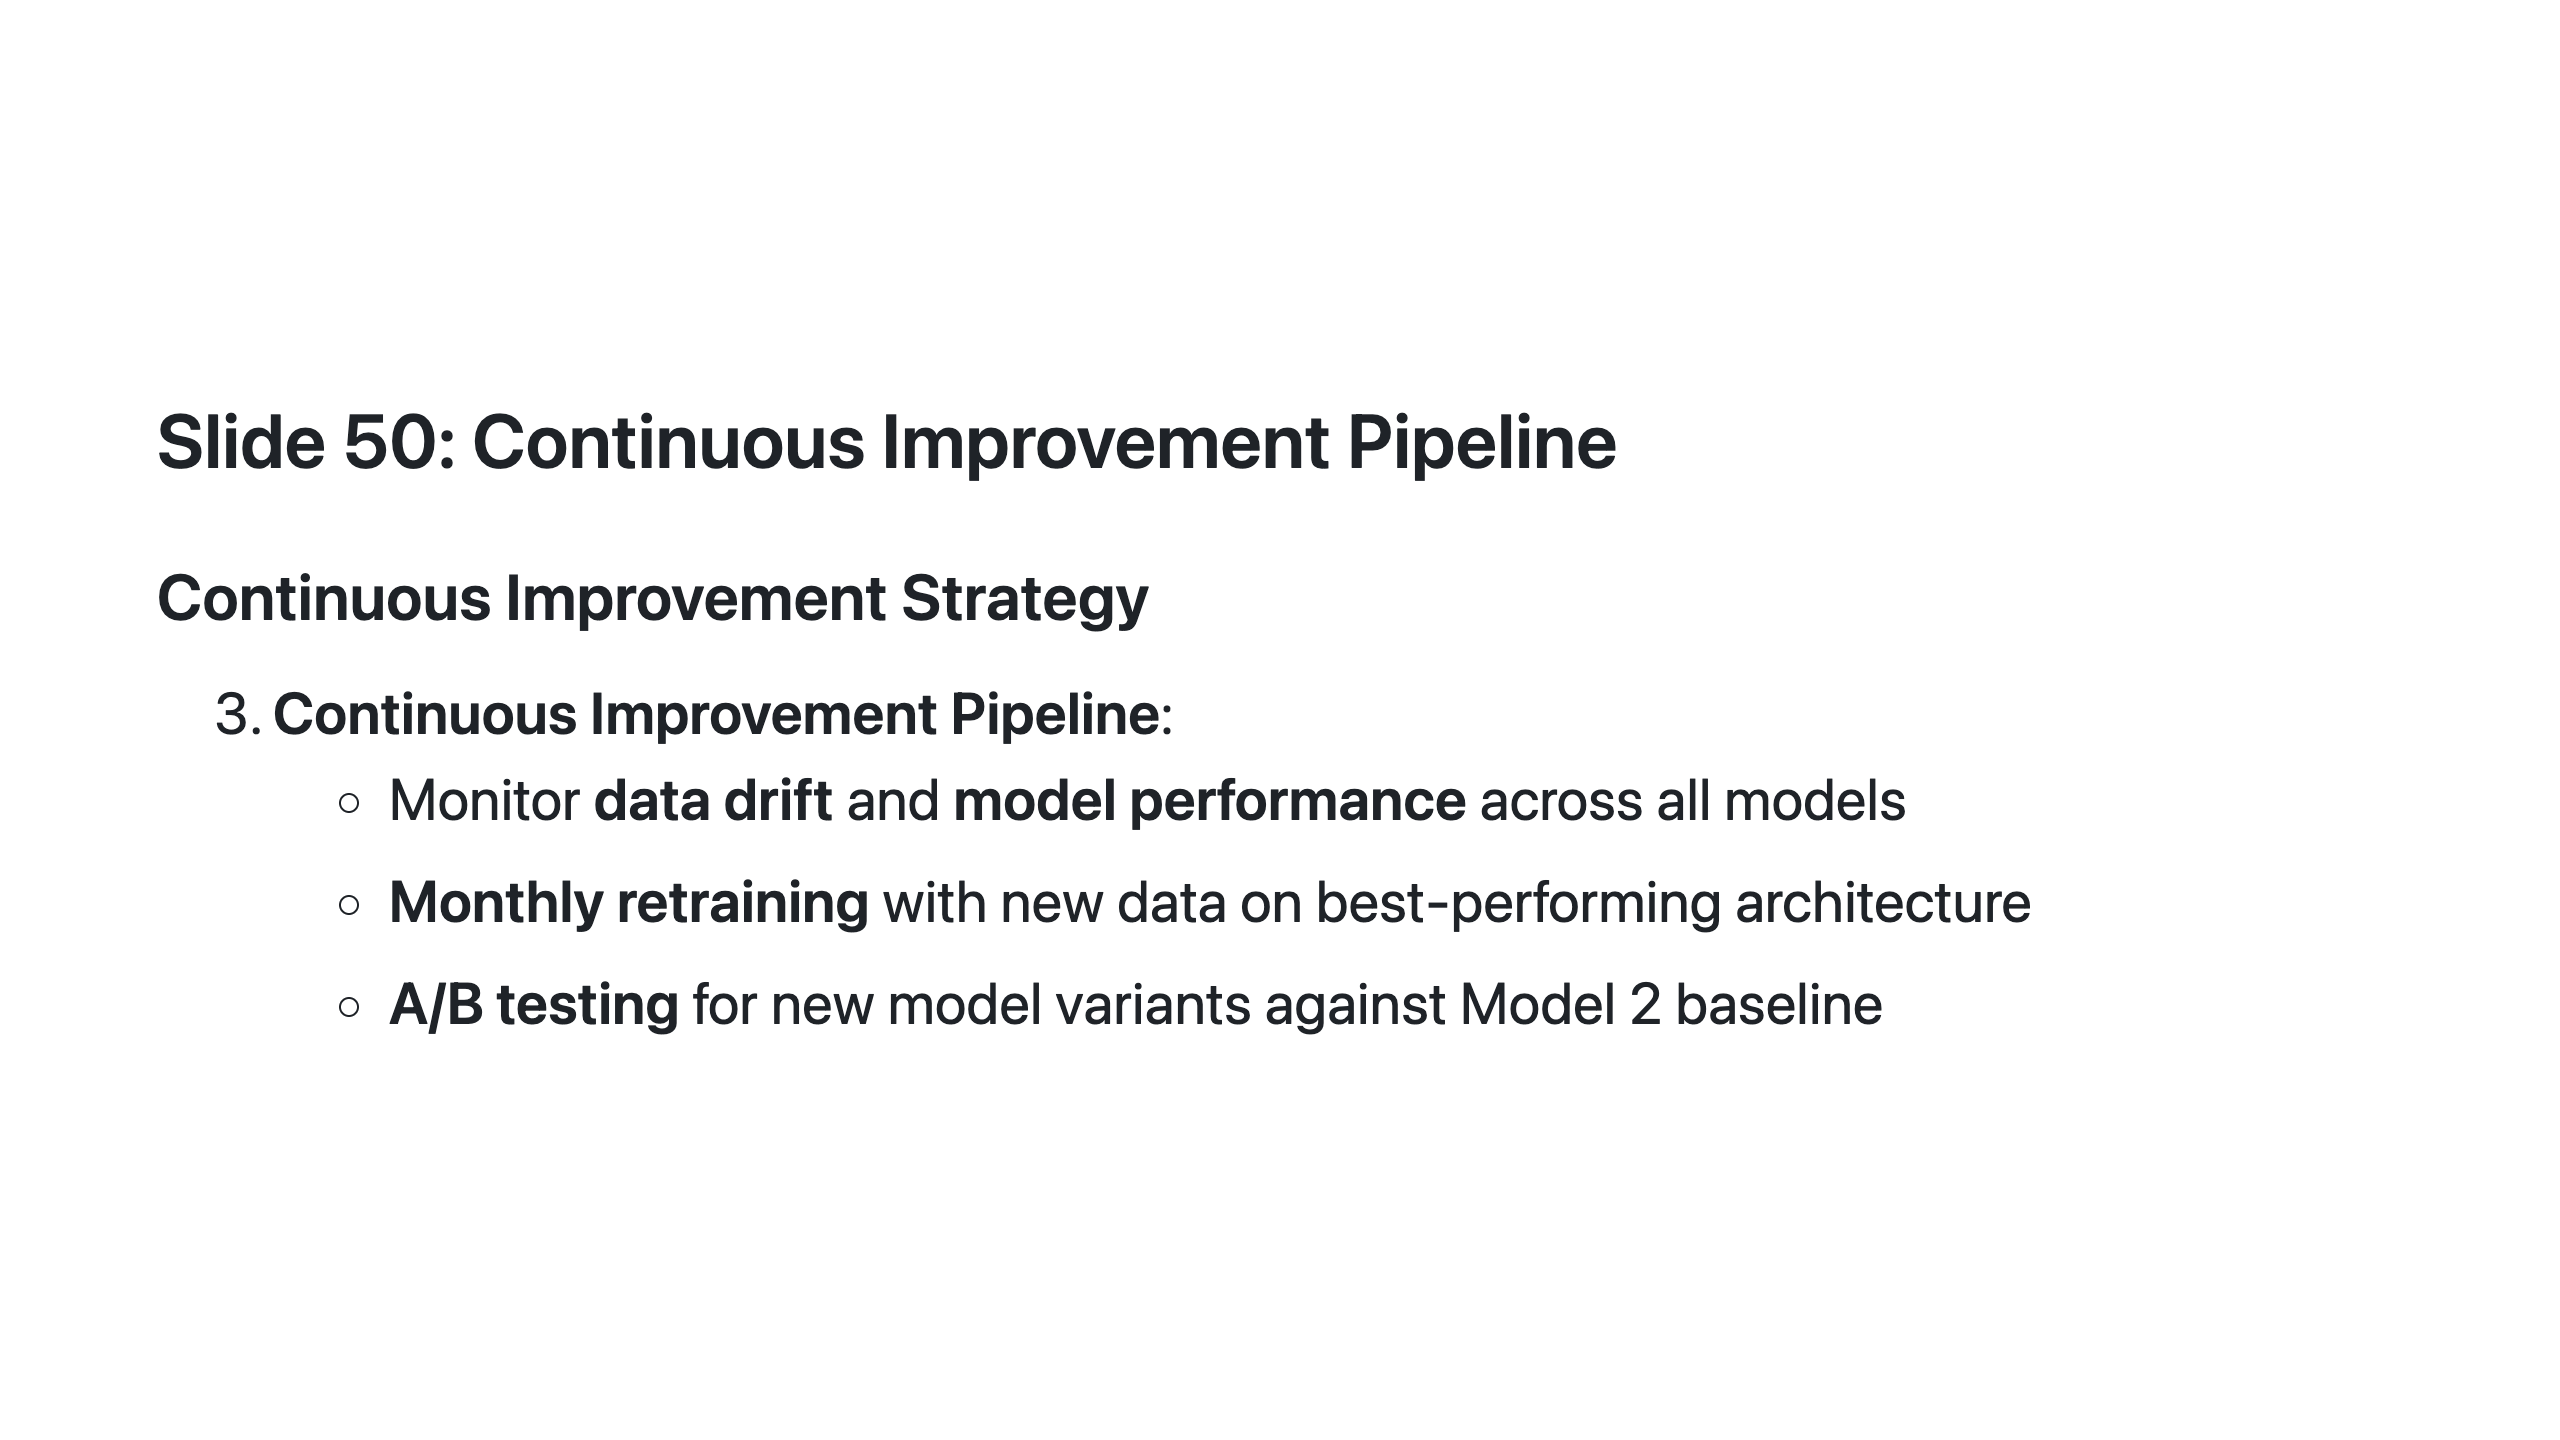 Slide 50: Continuous Improvement Pipeline
Continuous Improvement Strategy
3. Continuous Improvement Pipeline:
Monitor data drift and model performance across all models
Monthly retraining with new data on best-performing architecture
A/B testing for new model variants against Model 2 baseline